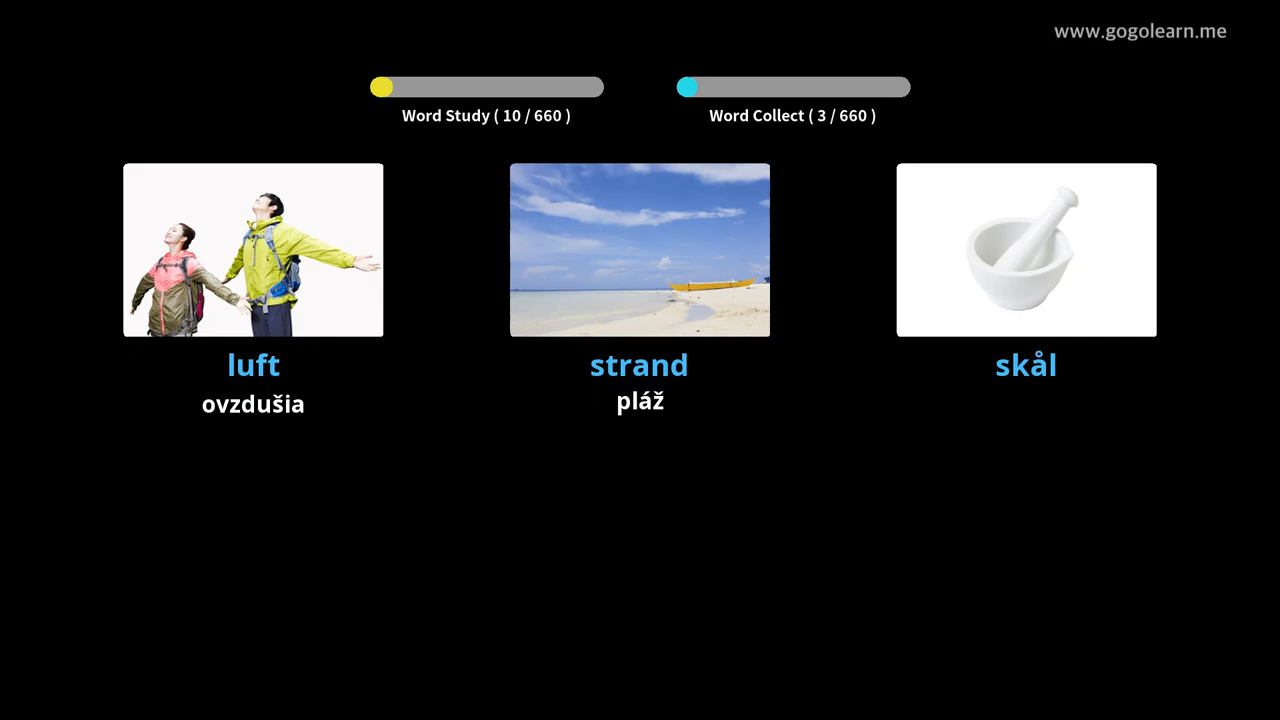 www.gogolearn.me
Word Study ( 10 / 660 )
Word Collect ( 3 / 660 )
luft
strand
skål
ovzdušia
pláž